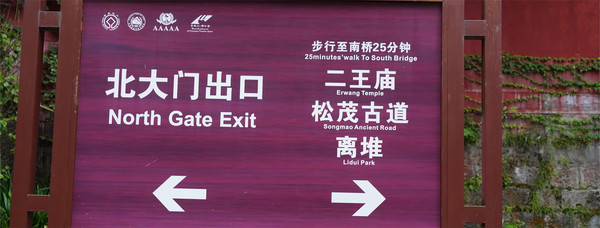 AAAAA
北大门出口
North Gate Exit
步行至南桥25分钟
25minutes'walk To South Bridge
二王庙
Erwang Temple
松茂古道
Songmao Ancient Road
离堆
Lidui Park